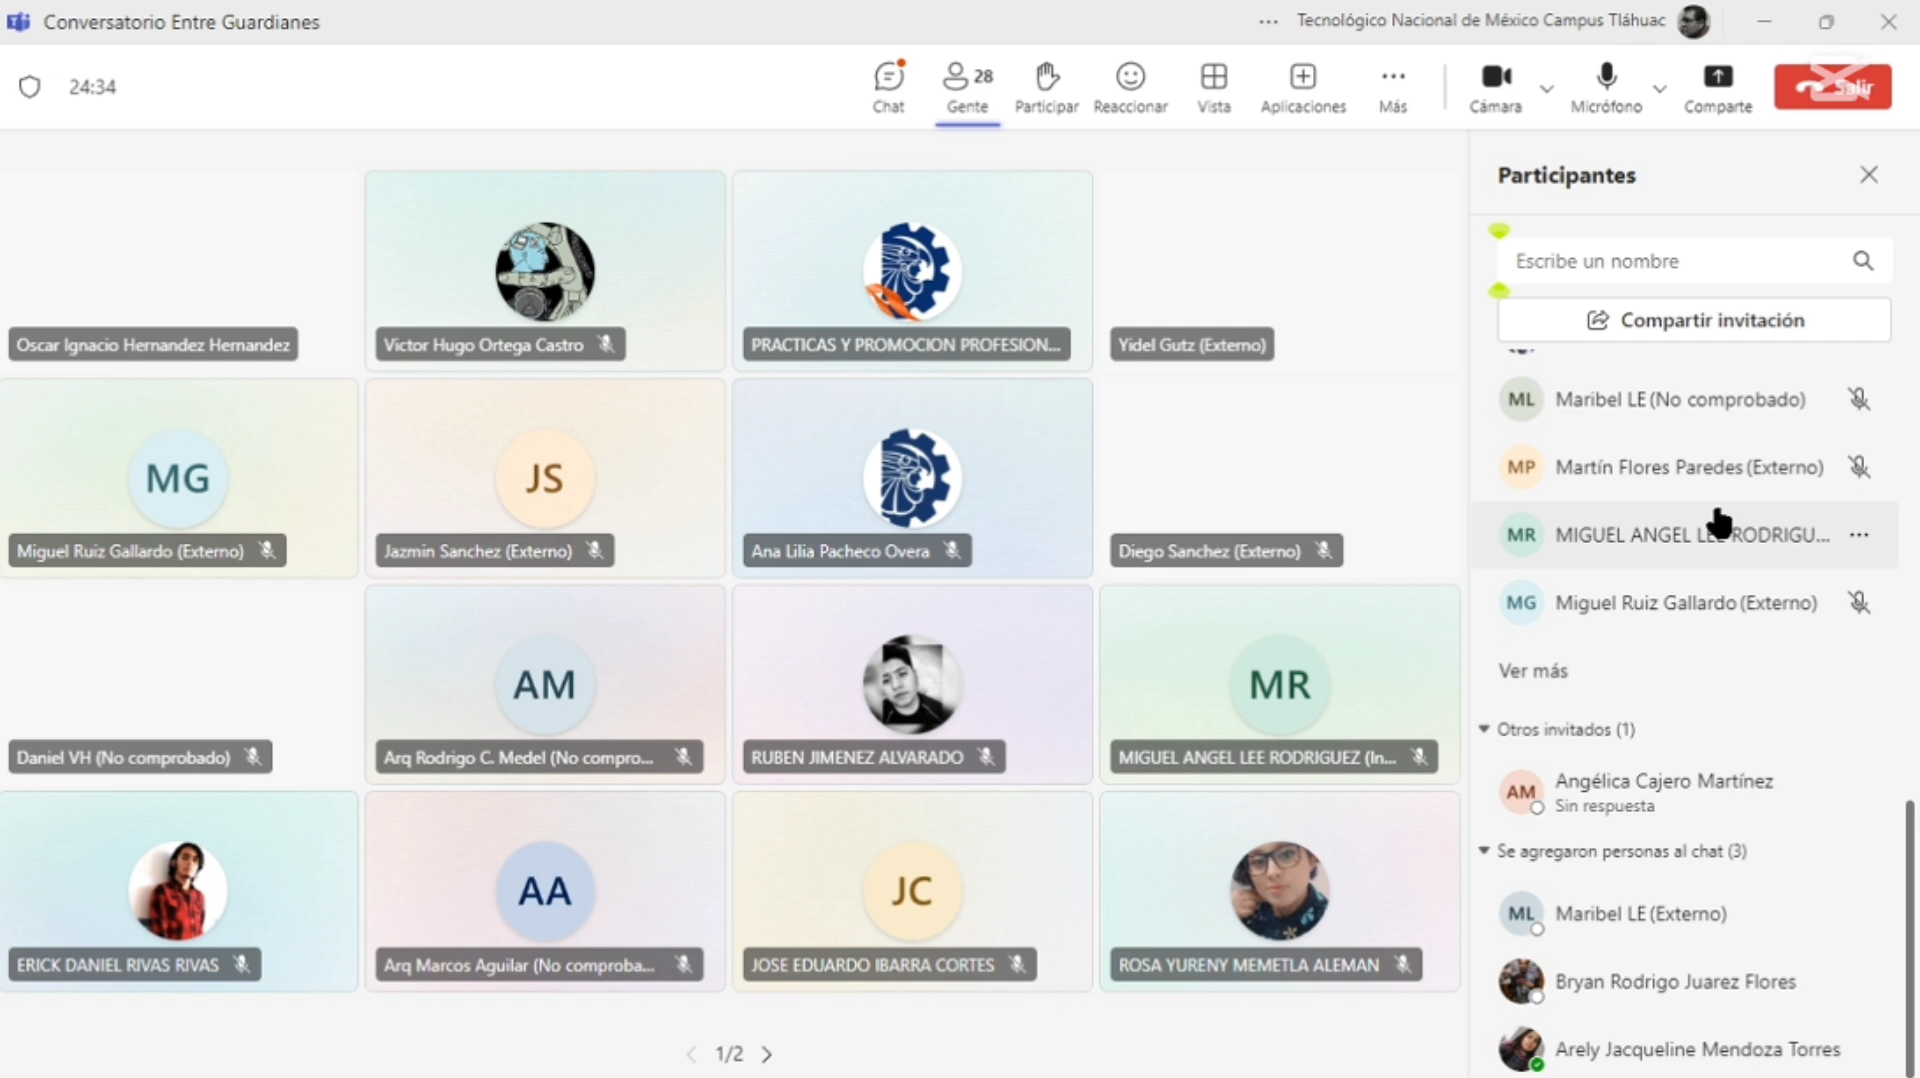 Conversatorio Entre Guardianes
Tecnológico Nacional de México Campus Tláhuac
24:34
Chat
28
Gente
Participar
Reaccionar
Vista
Aplicaciones
Más
Cámara
Micrófono
Comparte
Salir
Oscar Ignacio Hernandez Hernandez
Victor Hugo Ortega Castro
PRACTICAS Y PROMOCION PROFESION...
Yidel Gutz (Externo)
MG
Miguel Ruiz Gallardo (Externo)
JS
Jazmin Sanchez (Externo)
Ana Lilia Pacheco Overa
Diego Sanchez (Externo)
Daniel VH (No comprobado)
AM
Arq Rodrigo C. Medel (No compro...
RUBEN JIMENEZ ALVARADO
MR
MIGUEL ANGEL LEE RODRIGUEZ (In...
ERICK DANIEL RIVAS RIVAS
AA
Arq Marcos Aguilar (No comproba...
JC
JOSE EDUARDO IBARRA CORTES
ROSA YURENY MEMETLA ALEMAN
1/2
Participantes
Escribe un nombre
Compartir invitación
ML Maribel LE (No comprobado)
MP Martín Flores Paredes (Externo)
MR MIGUEL ANGEL LEE RODRIGU...
MG Miguel Ruiz Gallardo (Externo)
Ver más
Otros invitados (1)
AM Angélica Cajero Martínez
Sin respuesta
Se agregaron personas al chat (3)
ML Maribel LE (Externo)
Bryan Rodrigo Juarez Flores
Arely Jacqueline Mendoza Torres